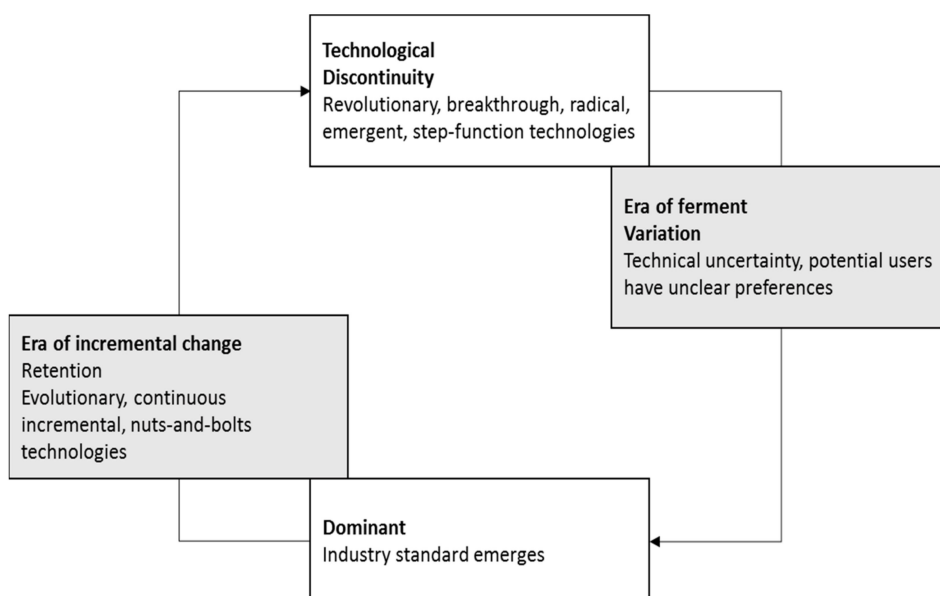 Technological
Discontinuity
Revolutionary, breakthrough, radical,
emergent, step-function technologies
Era of ferment
Variation
Technical uncertainty, potential users
have unclear preferences
Era of incremental change
Retention
Evolutionary, continuous
incremental, nuts-and-bolts
technologies
Dominant
Industry standard emerges